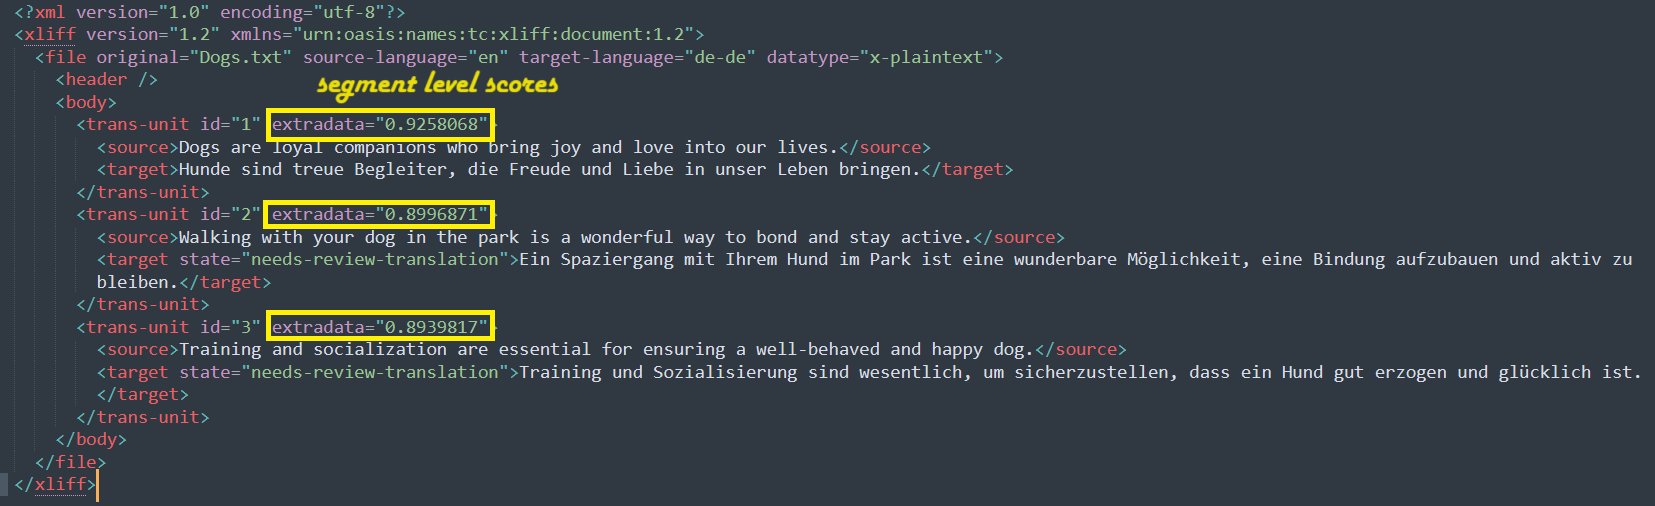 <?xml version="1.0" encoding="utf-8"?>
<xliff version="1.2" xmlns="urn:oasis:names:tc:xliff:document:1.2">
<file original="Dogs.txt" source-language="en" target-language="de-de" datatype="x-plaintext">
<header />
segment level scores
<body>
<trans-unit id="1" extradata="0.9258068">
<source>Dogs are loyal companions who bring joy and love into our lives.</source>
<target>Hunde sind treue Begleiter, die Freude und Liebe in unser Leben bringen.</target>
</trans-unit>
<trans-unit id="2" extradata="0.8996871">
<source>Walking with your dog in the park is a wonderful way to bond and stay active.</source>
<target state="needs-review-translation">Ein Spaziergang mit Ihrem Hund im Park ist eine wunderbare Möglichkeit, eine Bindung aufzubauen und aktiv zu
bleiben.</target>
</trans-unit>
<trans-unit id="3" extradata="0.8939817">
<source>Training and socialization are essential for ensuring a well-behaved and happy dog.</source>
<target state="needs-review-translation">Training und Sozialisierung sind wesentlich, um sicherzustellen, dass ein Hund gut erzogen und glücklich ist.
</target>
</trans-unit>
</body>
</file>
</xliff>